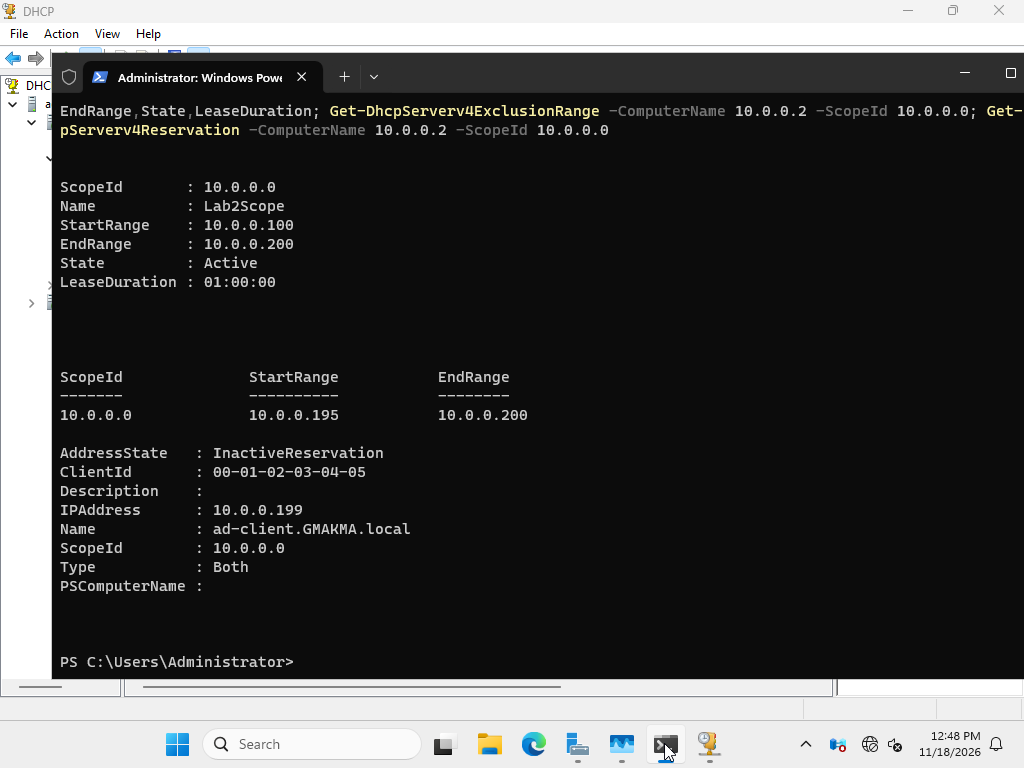 DHCP
File Action View Help
DHC
a
Administrator: Windows Powe
EndRange,State,LeaseDuration; Get-DhcpServerv4ExclusionRange -ComputerName 10.0.0.2 -ScopeId 10.0.0.0; Get-
pServerv4Reservation -ComputerName 10.0.0.2 -ScopeId 10.0.0.0
ScopeId : 10.0.0.0
Name : Lab2Scope
StartRange : 10.0.0.100
EndRange : 10.0.0.200
State : Active
LeaseDuration : 01:00:00
ScopeId StartRange EndRange
------- ---------- --------
10.0.0.0 10.0.0.195 10.0.0.200
AddressState : InactiveReservation
ClientId : 00-01-02-03-04-05
Description :
IPAddress : 10.0.0.199
Name : ad-client.GMAKMA.local
ScopeId : 10.0.0.0
Type : Both
PSComputerName :
PS C:\Users\Administrator>
Search
12:48 PM
11/18/2026